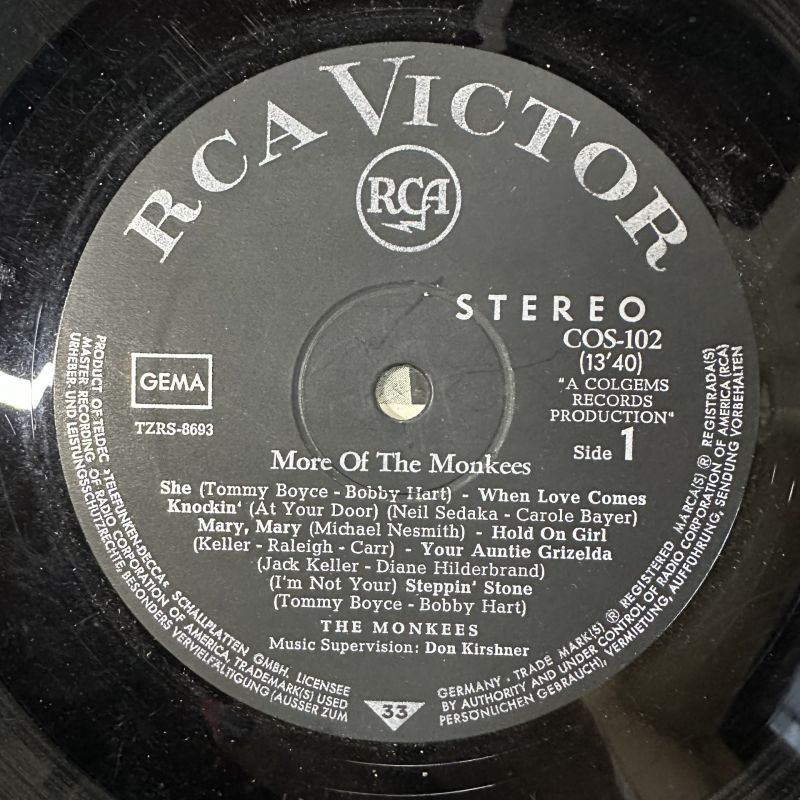 RCA VICTOR
RCA
STEREO
COS-102
(13'40)
"A COLGEMS
RECORDS
PRODUCTION"
Side 1
GEMA
TZRS-8693
More Of The Monkees
She (Tommy Boyce - Bobby Hart) - When Love Comes
Knockin' (At Your Door) (Neil Sedaka - Carole Bayer)
Mary, Mary (Michael Nesmith) - Hold On Girl
(Keller - Raleigh - Carr) - Your Auntie Grizelda
(Jack Keller - Diane Hilderbrand)
(I'm Not Your) Steppin' Stone
(Tommy Boyce - Bobby Hart)
THE MONKEES
Music Supervision: Don Kirshner
33
PRODUCT OF TELDEC »TELEFUNKEN-DECCA« SCHALLPLATTEN GMBH, LICENSEE
MASTER RECORDING OF RADIO CORPORATION OF AMERICA, TRADEMARK(S) USED
URHEBER- UND LEISTUNGSSCHUTZRECHTE, BESONDERS VERVIELFÄLTIGUNG (AUSSER ZUM
GERMANY · TRADE MARK(S) ® REGISTERED MARCA(S) ® REGISTRADA(S)
BY AUTHORITY AND UNDER CONTROL OF RADIO CORPORATION OF AMERICA (RCA)
PERSÖNLICHEN GEBRAUCH), VERMIETUNG, AUFFÜHRUNG, SENDUNG VORBEHALTEN